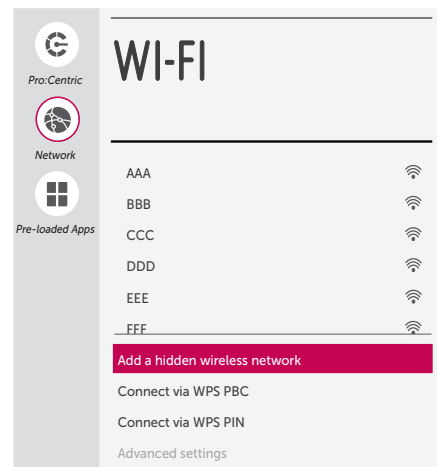 Pro:Centric
Network
Pre-loaded Apps
WI-FI
AAA
BBB
CCC
DDD
EEE
FFF
Add a hidden wireless network
Connect via WPS PBC
Connect via WPS PIN
Advanced settings